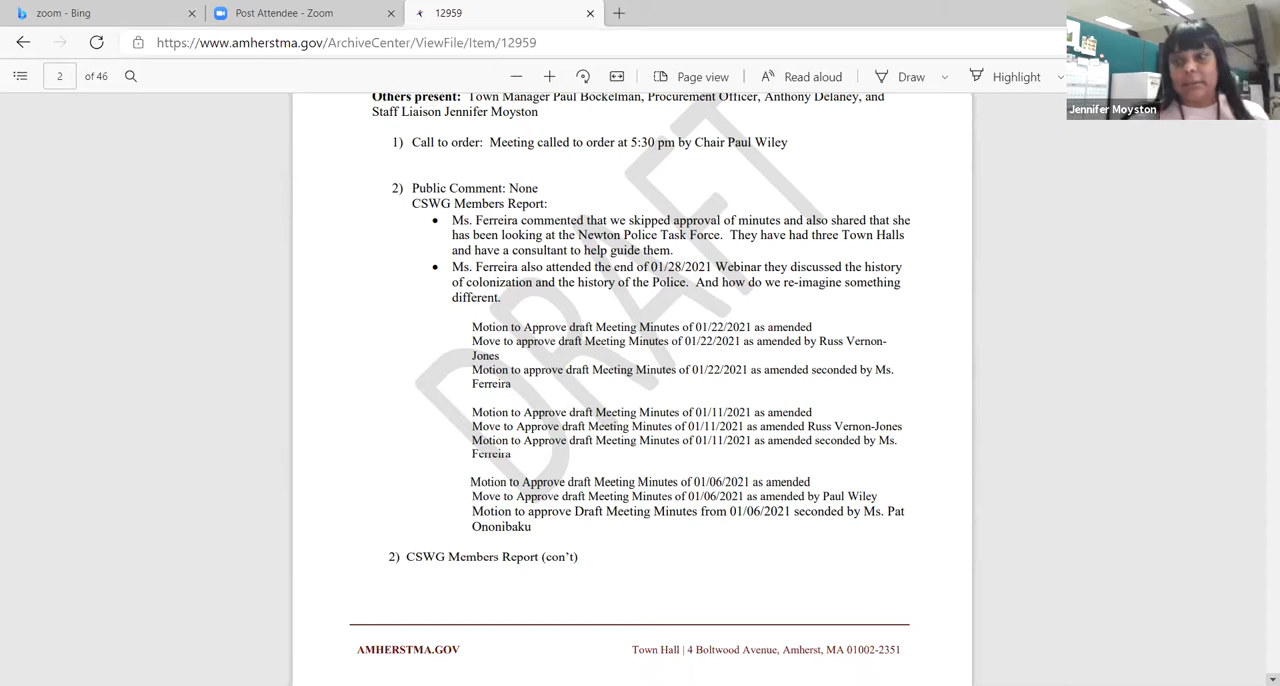 zoom - Bing
Post Attendee - Zoom
12959
https://www.amherstma.gov/ArchiveCenter/ViewFile/Item/12959
2 of 46
Page view
Read aloud
Draw
Highlight
Jennifer Moyston
Others present: Town Manager Paul Bockelman, Procurement Officer, Anthony Delaney, and
Staff Liaison Jennifer Moyston
1) Call to order: Meeting called to order at 5:30 pm by Chair Paul Wiley
2) Public Comment: None
CSWG Members Report:
• Ms. Ferreira commented that we skipped approval of minutes and also shared that she
has been looking at the Newton Police Task Force. They have had three Town Halls
and have a consultant to help guide them.
• Ms. Ferreira also attended the end of 01/28/2021 Webinar they discussed the history
of colonization and the history of the Police. And how do we re-imagine something
different.
Motion to Approve draft Meeting Minutes of 01/22/2021 as amended
Move to approve draft Meeting Minutes of 01/22/2021 as amended by Russ Vernon-
Jones
Motion to approve draft Meeting Minutes of 01/22/2021 as amended seconded by Ms.
Ferreira
Motion to Approve draft Meeting Minutes of 01/11/2021 as amended
Move to Approve draft Meeting Minutes of 01/11/2021 as amended Russ Vernon-Jones
Motion to Approve draft Meeting Minutes of 01/11/2021 as amended seconded by Ms.
Ferreira
Motion to Approve draft Meeting Minutes of 01/06/2021 as amended
Move to Approve draft Meeting Minutes of 01/06/2021 as amended by Paul Wiley
Motion to approve Draft Meeting Minutes from 01/06/2021 seconded by Ms. Pat
Ononibaku
2) CSWG Members Report (con't)
DRAFT
AMHERSTMA.GOV
Town Hall | 4 Boltwood Avenue, Amherst, MA 01002-2351